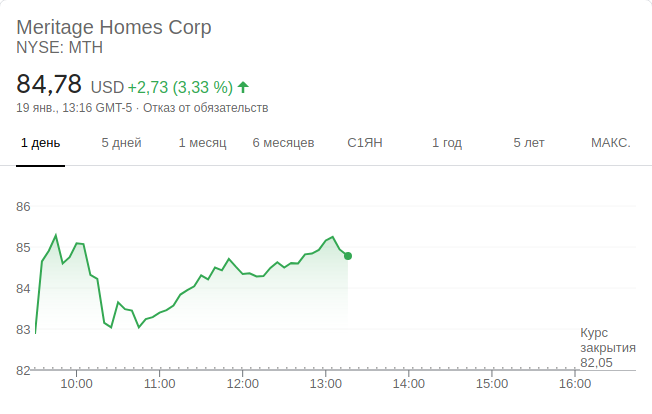 Meritage Homes Corp
NYSE: MTH
84,78 USD +2,73 (3,33 %)
19 янв., 13:16 GMT-5 · Отказ от обязательств
1 день 5 дней 1 месяц 6 месяцев С1ЯН 1 год 5 лет МАКС.
86
85
84
83
Курс
закрытия
82,05
82
10:00 11:00 12:00 13:00 14:00 15:00 16:00